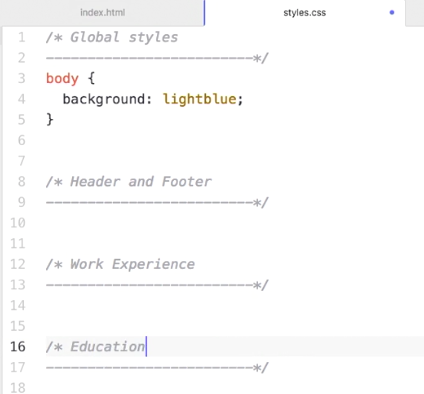 index.html
styles.css
1 /* Global styles
2 -------------------------*/
3 body {
4 background: lightblue;
5 }
6
7
8 /* Header and Footer
9 -------------------------*/
10
11
12 /* Work Experience
13 -------------------------*/
14
15
16 /* Education
17 -------------------------*/
18